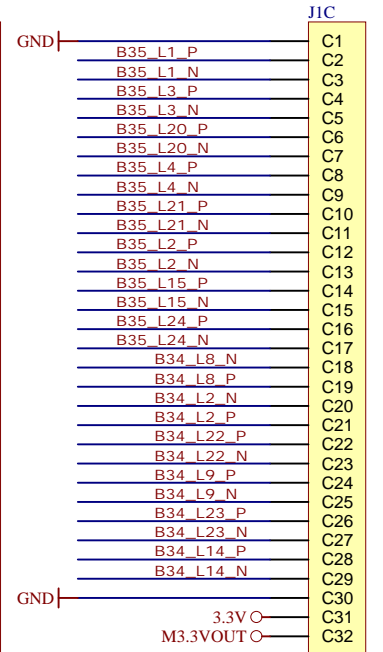 J1C
GND C1
B35_L1_P C2
B35_L1_N C3
B35_L3_P C4
B35_L3_N C5
B35_L20_P C6
B35_L20_N C7
B35_L4_P C8
B35_L4_N C9
B35_L21_P C10
B35_L21_N C11
B35_L2_P C12
B35_L2_N C13
B35_L15_P C14
B35_L15_N C15
B35_L24_P C16
B35_L24_N C17
B34_L8_N C18
B34_L8_P C19
B34_L2_N C20
B34_L2_P C21
B34_L22_P C22
B34_L22_N C23
B34_L9_P C24
B34_L9_N C25
B34_L23_P C26
B34_L23_N C27
B34_L14_P C28
B34_L14_N C29
GND C30
3.3V C31
M3.3VOUT C32